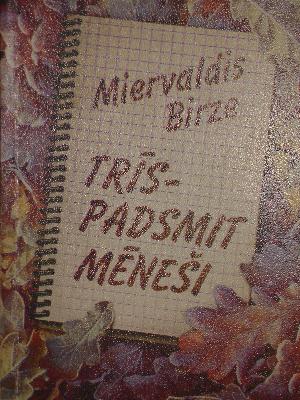 Miervaldis
Birze
TRĪS-
PADSMIT
MĒNEŠI